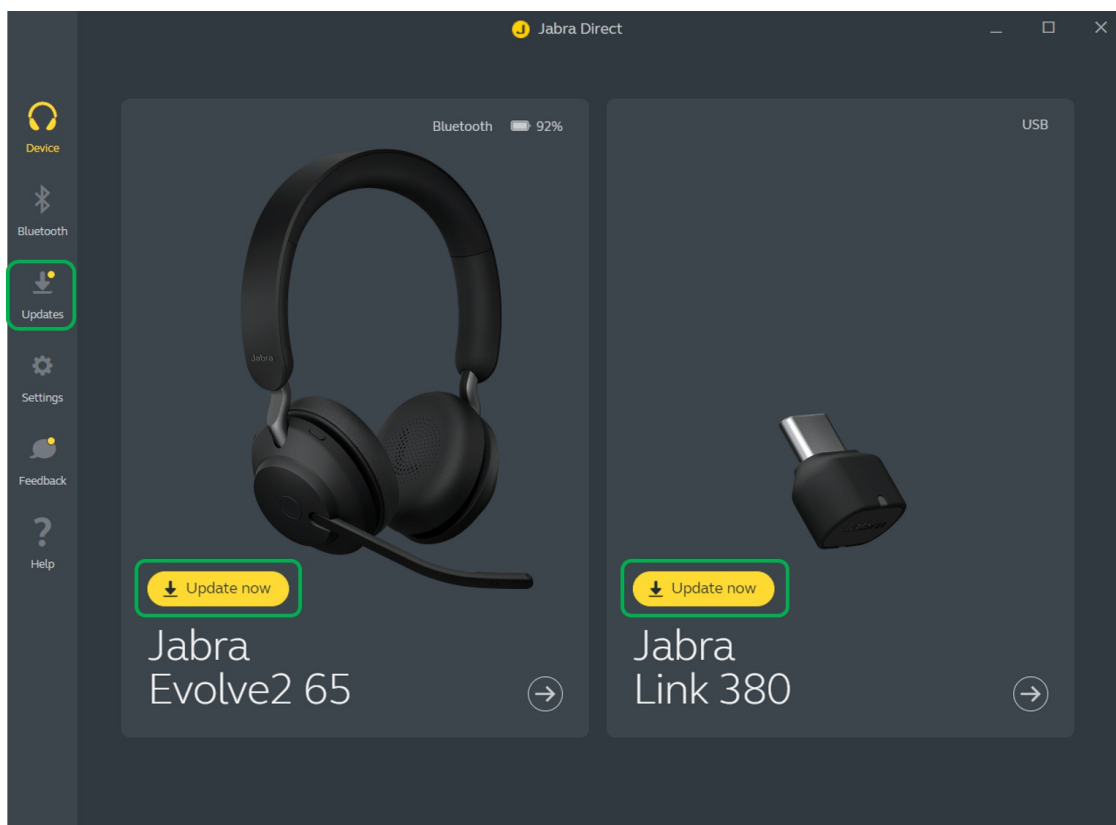 Jabra Direct
Device
Bluetooth
Updates
Settings
Feedback
Help
Bluetooth 92%
Jabra
Update now
Jabra
Evolve2 65
USB
Update now
Jabra
Link 380